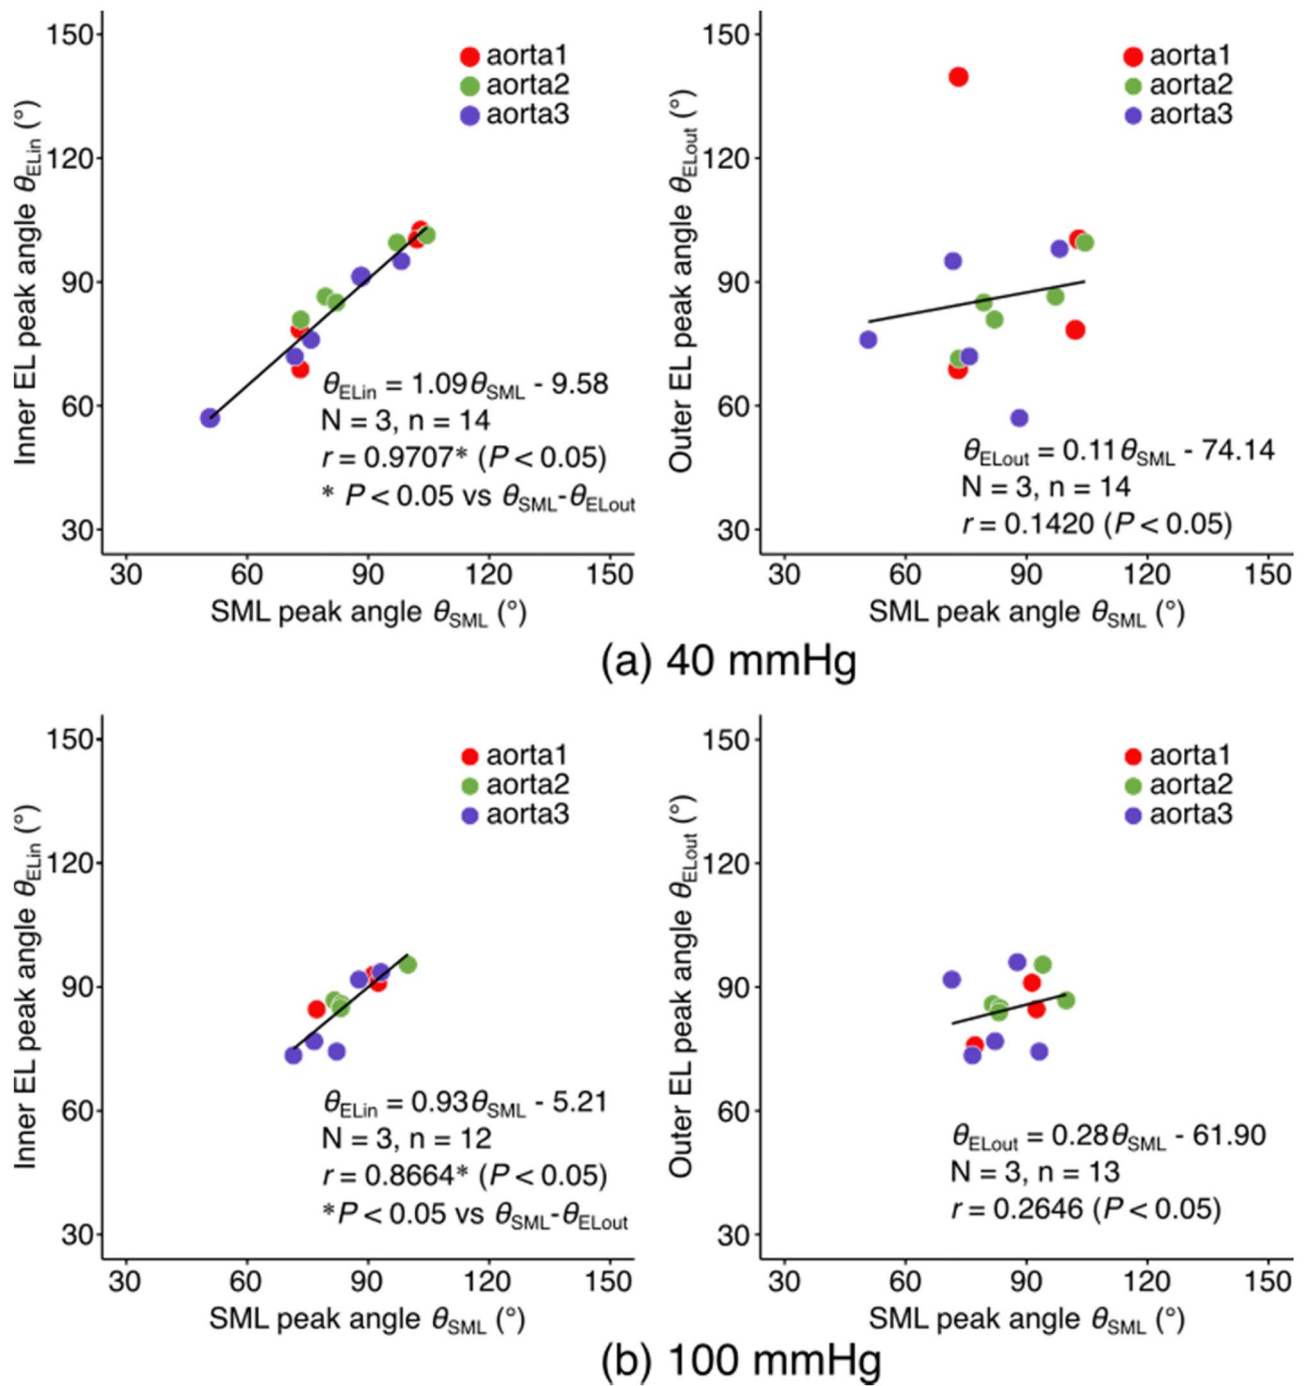 150
120
90
60
30
Inner EL peak angle θELin (°)
aorta1
aorta2
aorta3
θELin = 1.09θSML - 9.58
N = 3, n = 14
r = 0.9707* (P < 0.05)
* P < 0.05 vs θSML-θELout
30 60 90 120 150
SML peak angle θSML (°)
150
120
90
60
30
Outer EL peak angle θELout (°)
aorta1
aorta2
aorta3
θELout = 0.11θSML - 74.14
N = 3, n = 14
r = 0.1420 (P < 0.05)
30 60 90 120 150
SML peak angle θSML (°)
(a) 40 mmHg
150
120
90
60
30
Inner EL peak angle θELin (°)
aorta1
aorta2
aorta3
θELin = 0.93θSML - 5.21
N = 3, n = 12
r = 0.8664* (P < 0.05)
*P < 0.05 vs θSML-θELout
30 60 90 120 150
SML peak angle θSML (°)
150
120
90
60
30
Outer EL peak angle θELout (°)
aorta1
aorta2
aorta3
θELout = 0.28θSML - 61.90
N = 3, n = 13
r = 0.2646 (P < 0.05)
30 60 90 120 150
SML peak angle θSML (°)
(b) 100 mmHg